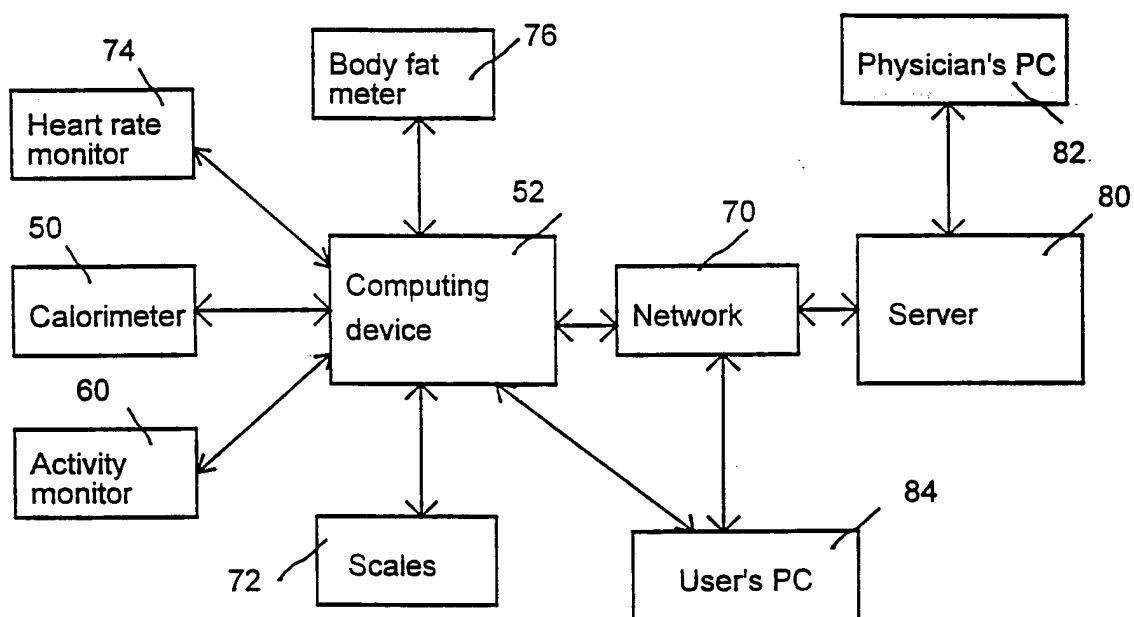 74
76
Body fat
meter
Physician's PC
Heart rate
monitor
82
50
52
70
80
Calorimeter
Computing
device
Network
Server
60
Activity
monitor
84
72
Scales
User's PC